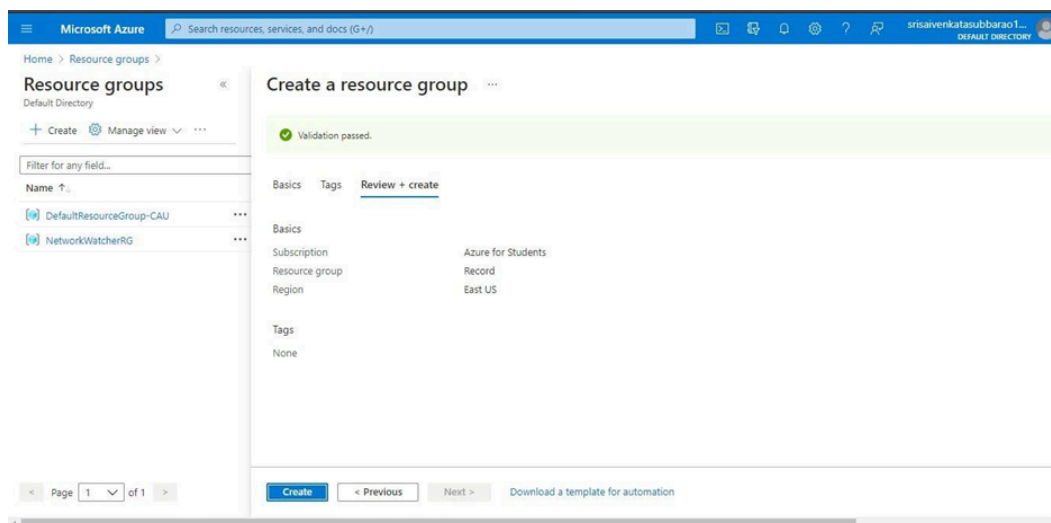 Microsoft Azure
Search resources, services, and docs (G+/)
srisaivenkatasubbarao1...
DEFAULT DIRECTORY
Home > Resource groups >
Resource groups «
Default Directory
+ Create Manage view ...
Filter for any field...
Name ↑
DefaultResourceGroup-CAU ...
NetworkWatcherRG ...
< Page 1 of 1 >
Create a resource group ...
Validation passed.
Basics Tags Review + create
Basics
Subscription Azure for Students
Resource group Record
Region East US
Tags
None
Create < Previous Next > Download a template for automation